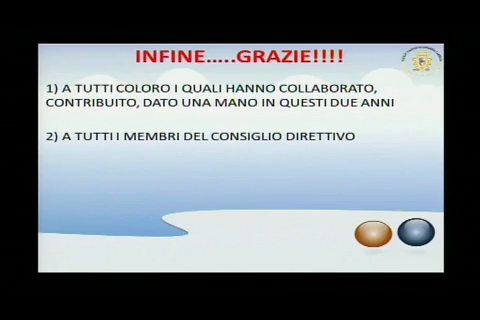 INFINE.....GRAZIE!!!!
1) A TUTTI COLORO I QUALI HANNO COLLABORATO,
CONTRIBUITO, DATO UNA MANO IN QUESTI DUE ANNI
2) A TUTTI I MEMBRI DEL CONSIGLIO DIRETTIVO